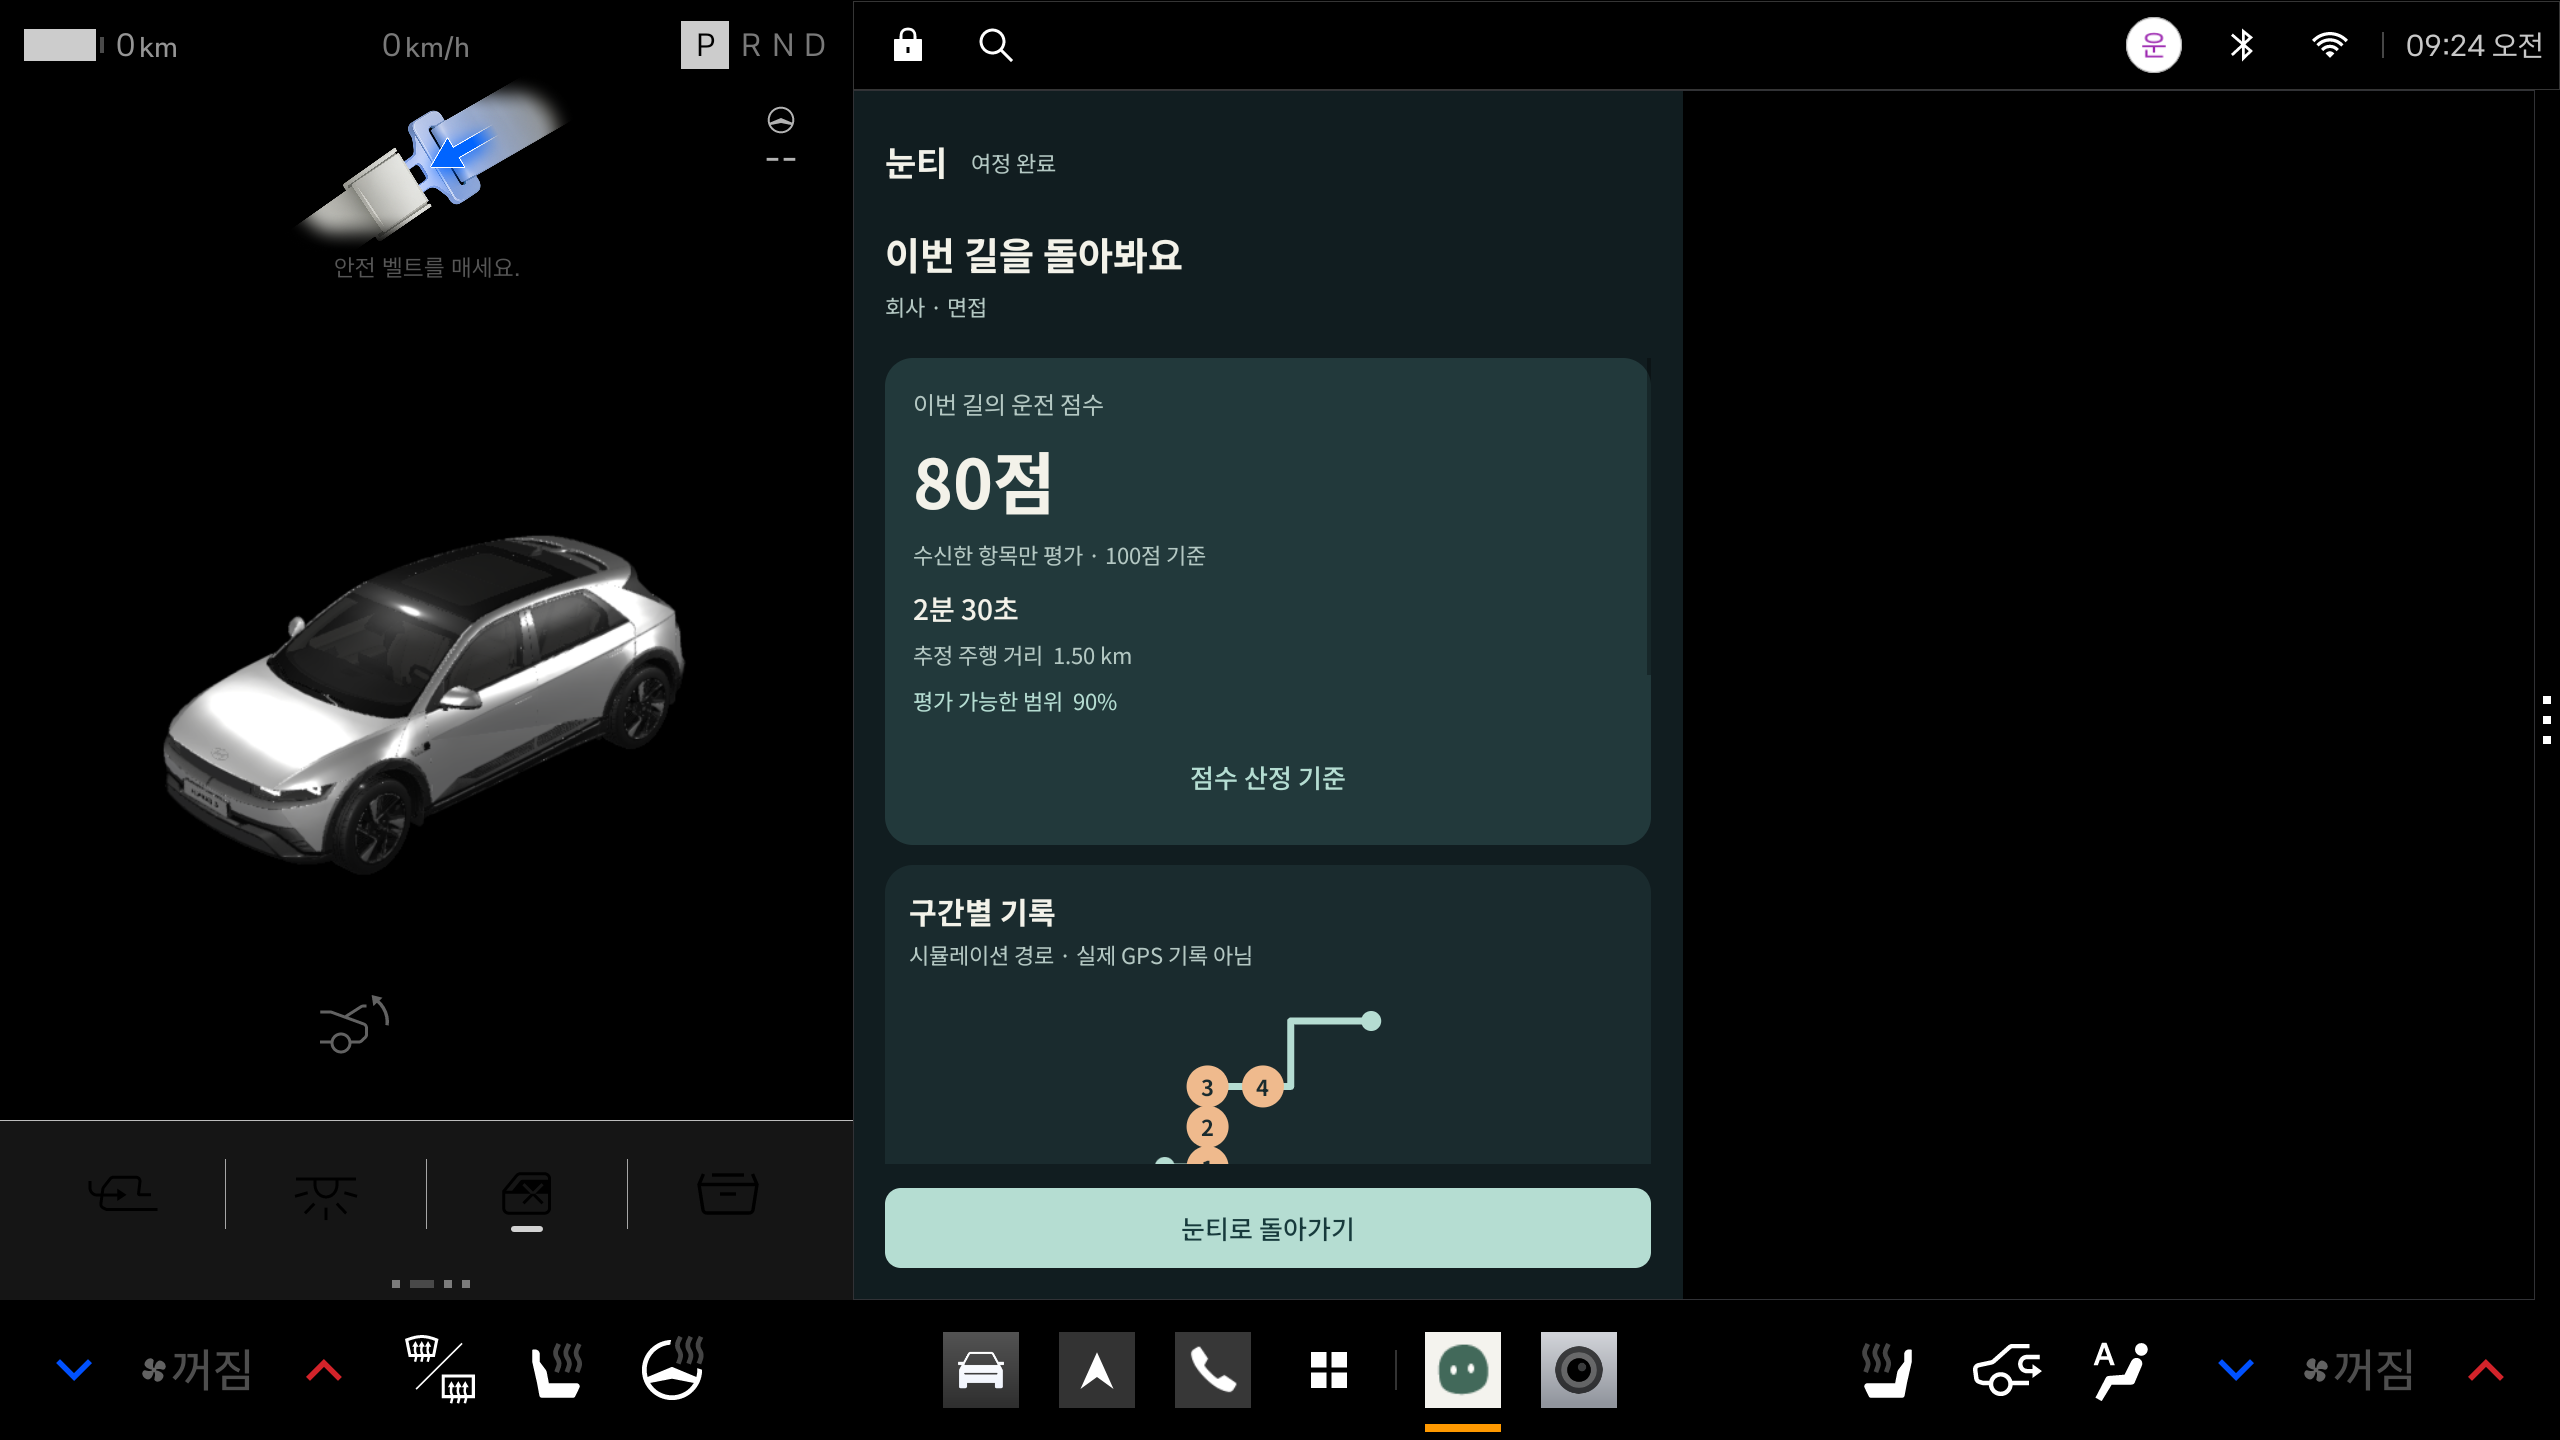 0 km
0 km/h
P R N D
안전 벨트를 매세요.
운
09:24 오전
눈티 여정 완료
이번 길을 돌아봐요
회사 · 면접
이번 길의 운전 점수
80점
수신한 항목만 평가 · 100점 기준
2분 30초
추정 주행 거리 1.50 km
평가 가능한 범위 90%
점수 산정 기준
구간별 기록
시뮬레이션 경로 · 실제 GPS 기록 아님
3 4
2
눈티로 돌아가기
꺼짐
A
꺼짐